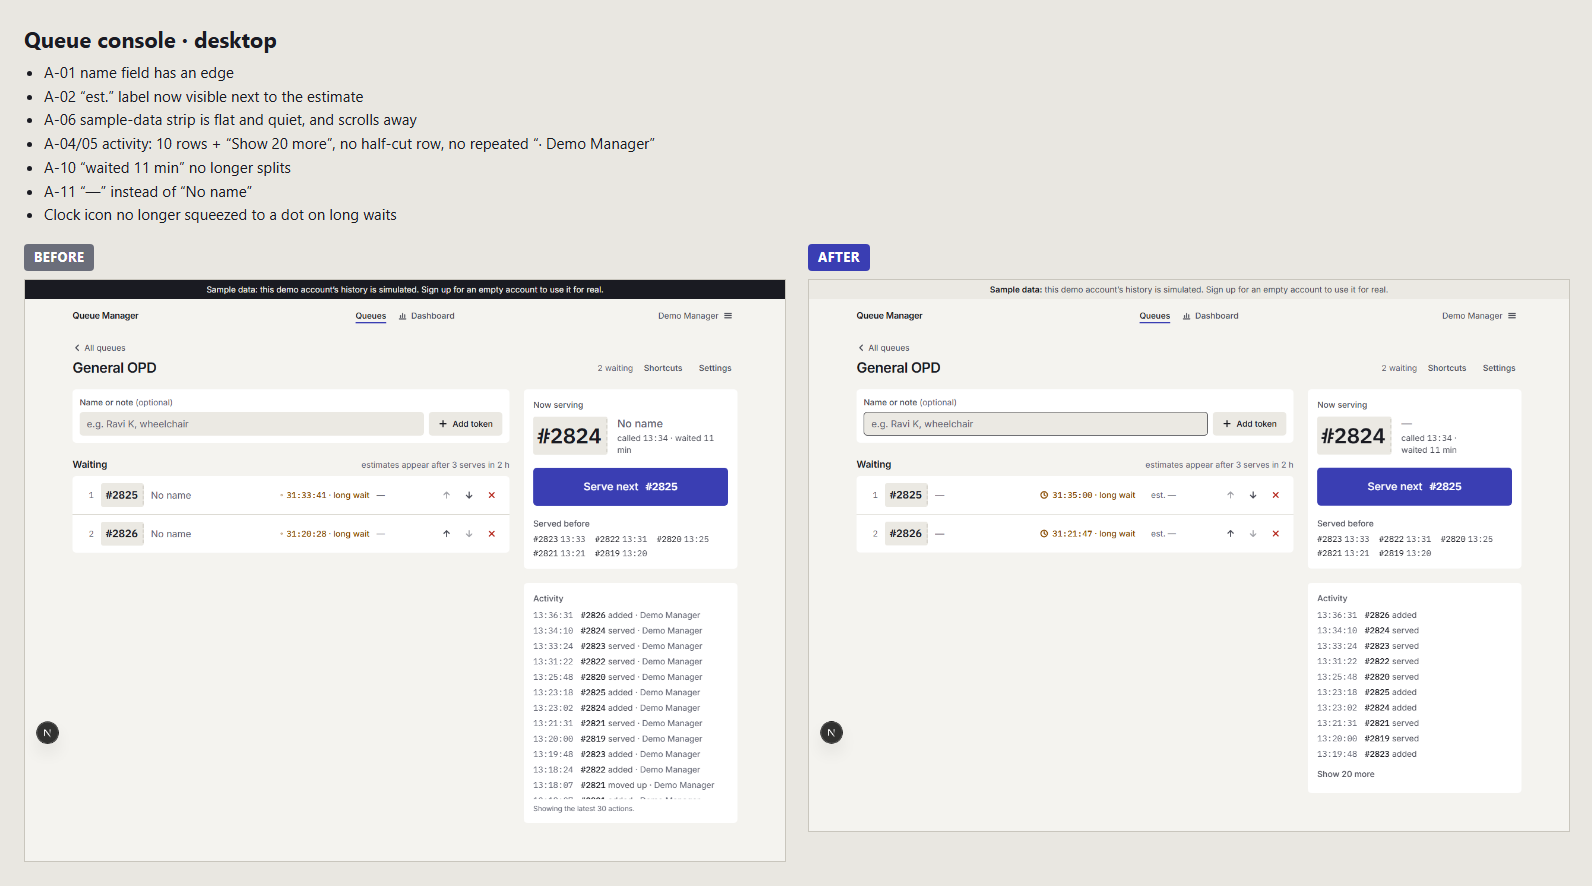 Queue console · desktop
• A-01 name field has an edge
• A-02 “est.” label now visible next to the estimate
• A-06 sample-data strip is flat and quiet, and scrolls away
• A-04/05 activity: 10 rows + “Show 20 more”, no half-cut row, no repeated “· Demo Manager”
• A-10 “waited 11 min” no longer splits
• A-11 “—” instead of “No name”
• Clock icon no longer squeezed to a dot on long waits
BEFORE
Sample data: this demo account's history is simulated. Sign up for an empty account to use it for real.
Queue Manager Queues Dashboard Demo Manager
All queues
General OPD 2 waiting Shortcuts Settings
Name or note (optional)
e.g. Ravi K, wheelchair + Add token
Waiting estimates appear after 3 serves in 2 h
1 #2825 No name · 31:33:41 · long wait — ↑ ↓ ×
2 #2826 No name · 31:20:28 · long wait — ↑ ↓ ×
Now serving
#2824 No name
called 13:34 · waited 11
min
Serve next #2825
Served before
#2823 13:33 #2822 13:31 #2820 13:25
#2821 13:21 #2819 13:20
Activity
13:36:31 #2826 added · Demo Manager
13:34:10 #2824 served · Demo Manager
13:33:24 #2823 served · Demo Manager
13:31:22 #2822 served · Demo Manager
13:25:48 #2820 served · Demo Manager
13:23:18 #2825 added · Demo Manager
13:23:02 #2824 added · Demo Manager
13:21:31 #2821 served · Demo Manager
13:20:00 #2819 served · Demo Manager
13:19:48 #2823 added · Demo Manager
13:18:24 #2822 added · Demo Manager
13:18:07 #2821 moved up · Demo Manager
Showing the latest 30 actions.
N
AFTER
Sample data: this demo account's history is simulated. Sign up for an empty account to use it for real.
Queue Manager Queues Dashboard Demo Manager
All queues
General OPD 2 waiting Shortcuts Settings
Name or note (optional)
e.g. Ravi K, wheelchair + Add token
Waiting estimates appear after 3 serves in 2 h
1 #2825 — 31:35:00 · long wait est. — ↑ ↓ ×
2 #2826 — 31:21:47 · long wait est. — ↑ ↓ ×
Now serving
#2824 —
called 13:34 ·
waited 11 min
Serve next #2825
Served before
#2823 13:33 #2822 13:31 #2820 13:25
#2821 13:21 #2819 13:20
Activity
13:36:31 #2826 added
13:34:10 #2824 served
13:33:24 #2823 served
13:31:22 #2822 served
13:25:48 #2820 served
13:23:18 #2825 added
13:23:02 #2824 added
13:21:31 #2821 served
13:20:00 #2819 served
13:19:48 #2823 added
Show 20 more
N